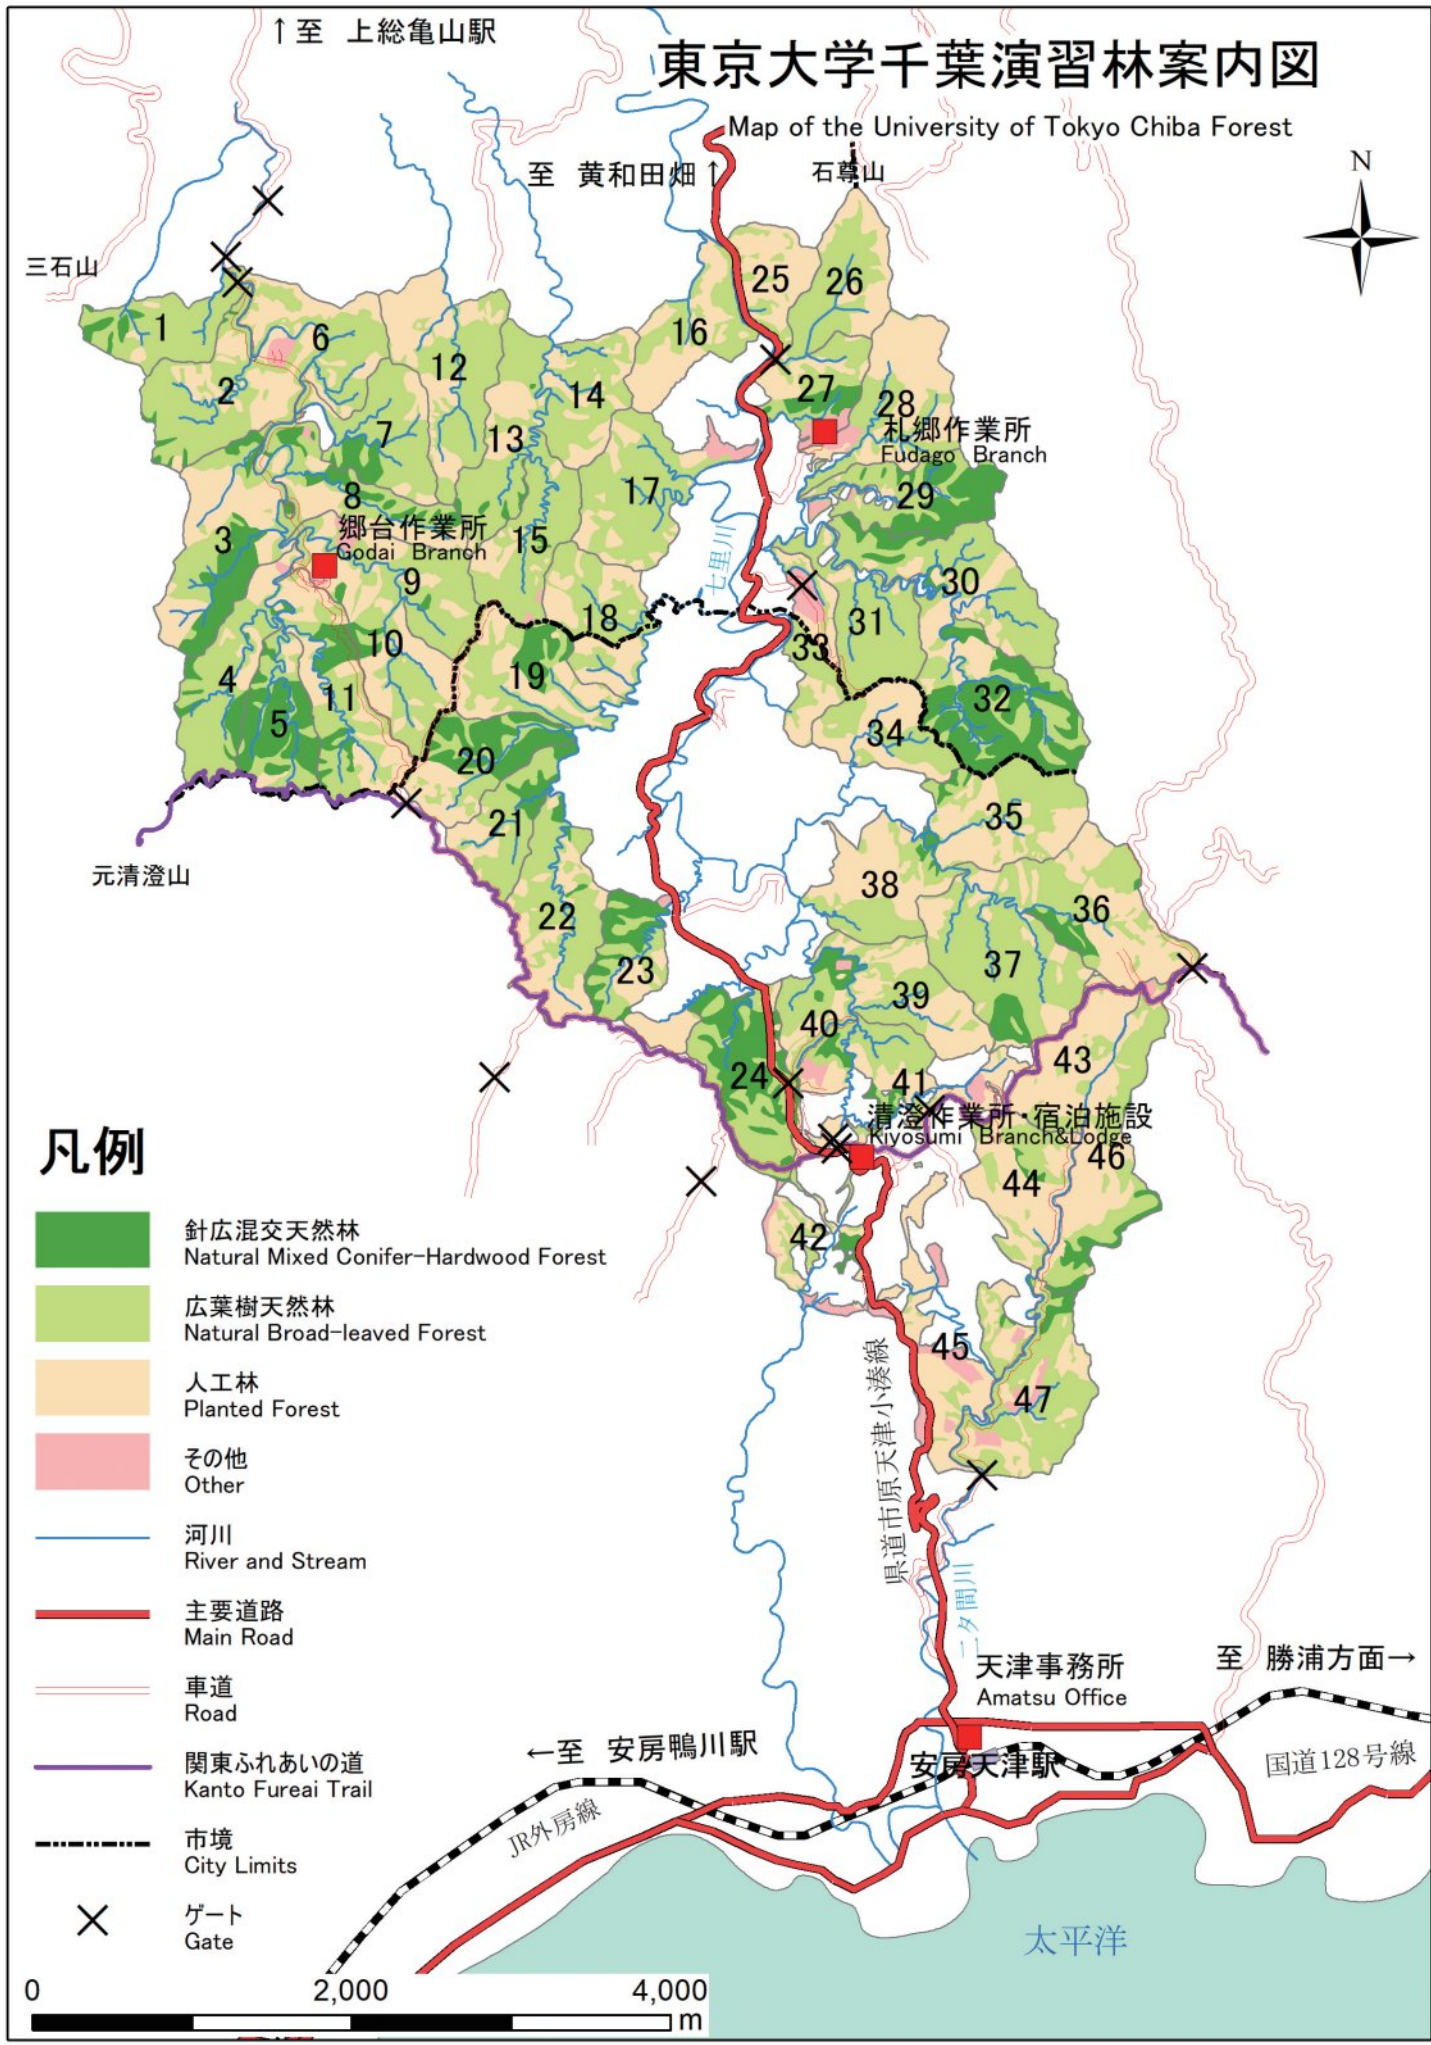 ↑至 上総亀山駅
東京大学千葉演習林案内図
Map of the University of Tokyo Chiba Forest
至 黄和田畑↑
石尊山
N
三石山
25
26
1
6
16
12
2
14
27
28
7
13
札郷作業所
Fudago Branch
17
29
8
郷台作業所
Godai Branch
3
15
七里川
9
30
18
31
10
33
4
19
32
11
5
34
20
21
35
元清澄山
38
22
36
23
37
39
40
24
43
41
清澄作業所・宿泊施設
Kiyosumi Branch&Lodge
46
44
42
45
47
県道市原天津小湊線
二タ間川
凡例
針広混交天然林
Natural Mixed Conifer-Hardwood Forest
広葉樹天然林
Natural Broad-leaved Forest
人工林
Planted Forest
その他
Other
河川
River and Stream
主要道路
Main Road
車道
Road
関東ふれあいの道
Kanto Fureai Trail
市境
City Limits
ゲート
Gate
天津事務所
Amatsu Office
至 勝浦方面→
←至 安房鴨川駅
安房天津駅
国道128号線
JR外房線
太平洋
0 2,000 4,000
m